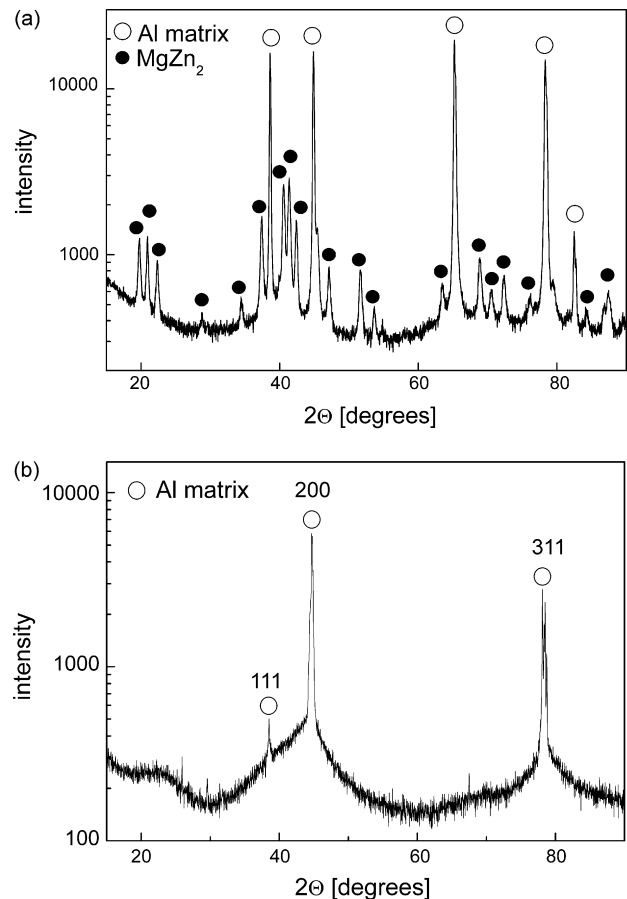 (a)
Al matrix
MgZn₂
10000
1000
intensity
20 40 60 80
2Θ [degrees]
(b)
10000
Al matrix
200
311
1000
111
intensity
100
20 40 60 80
2Θ [degrees]